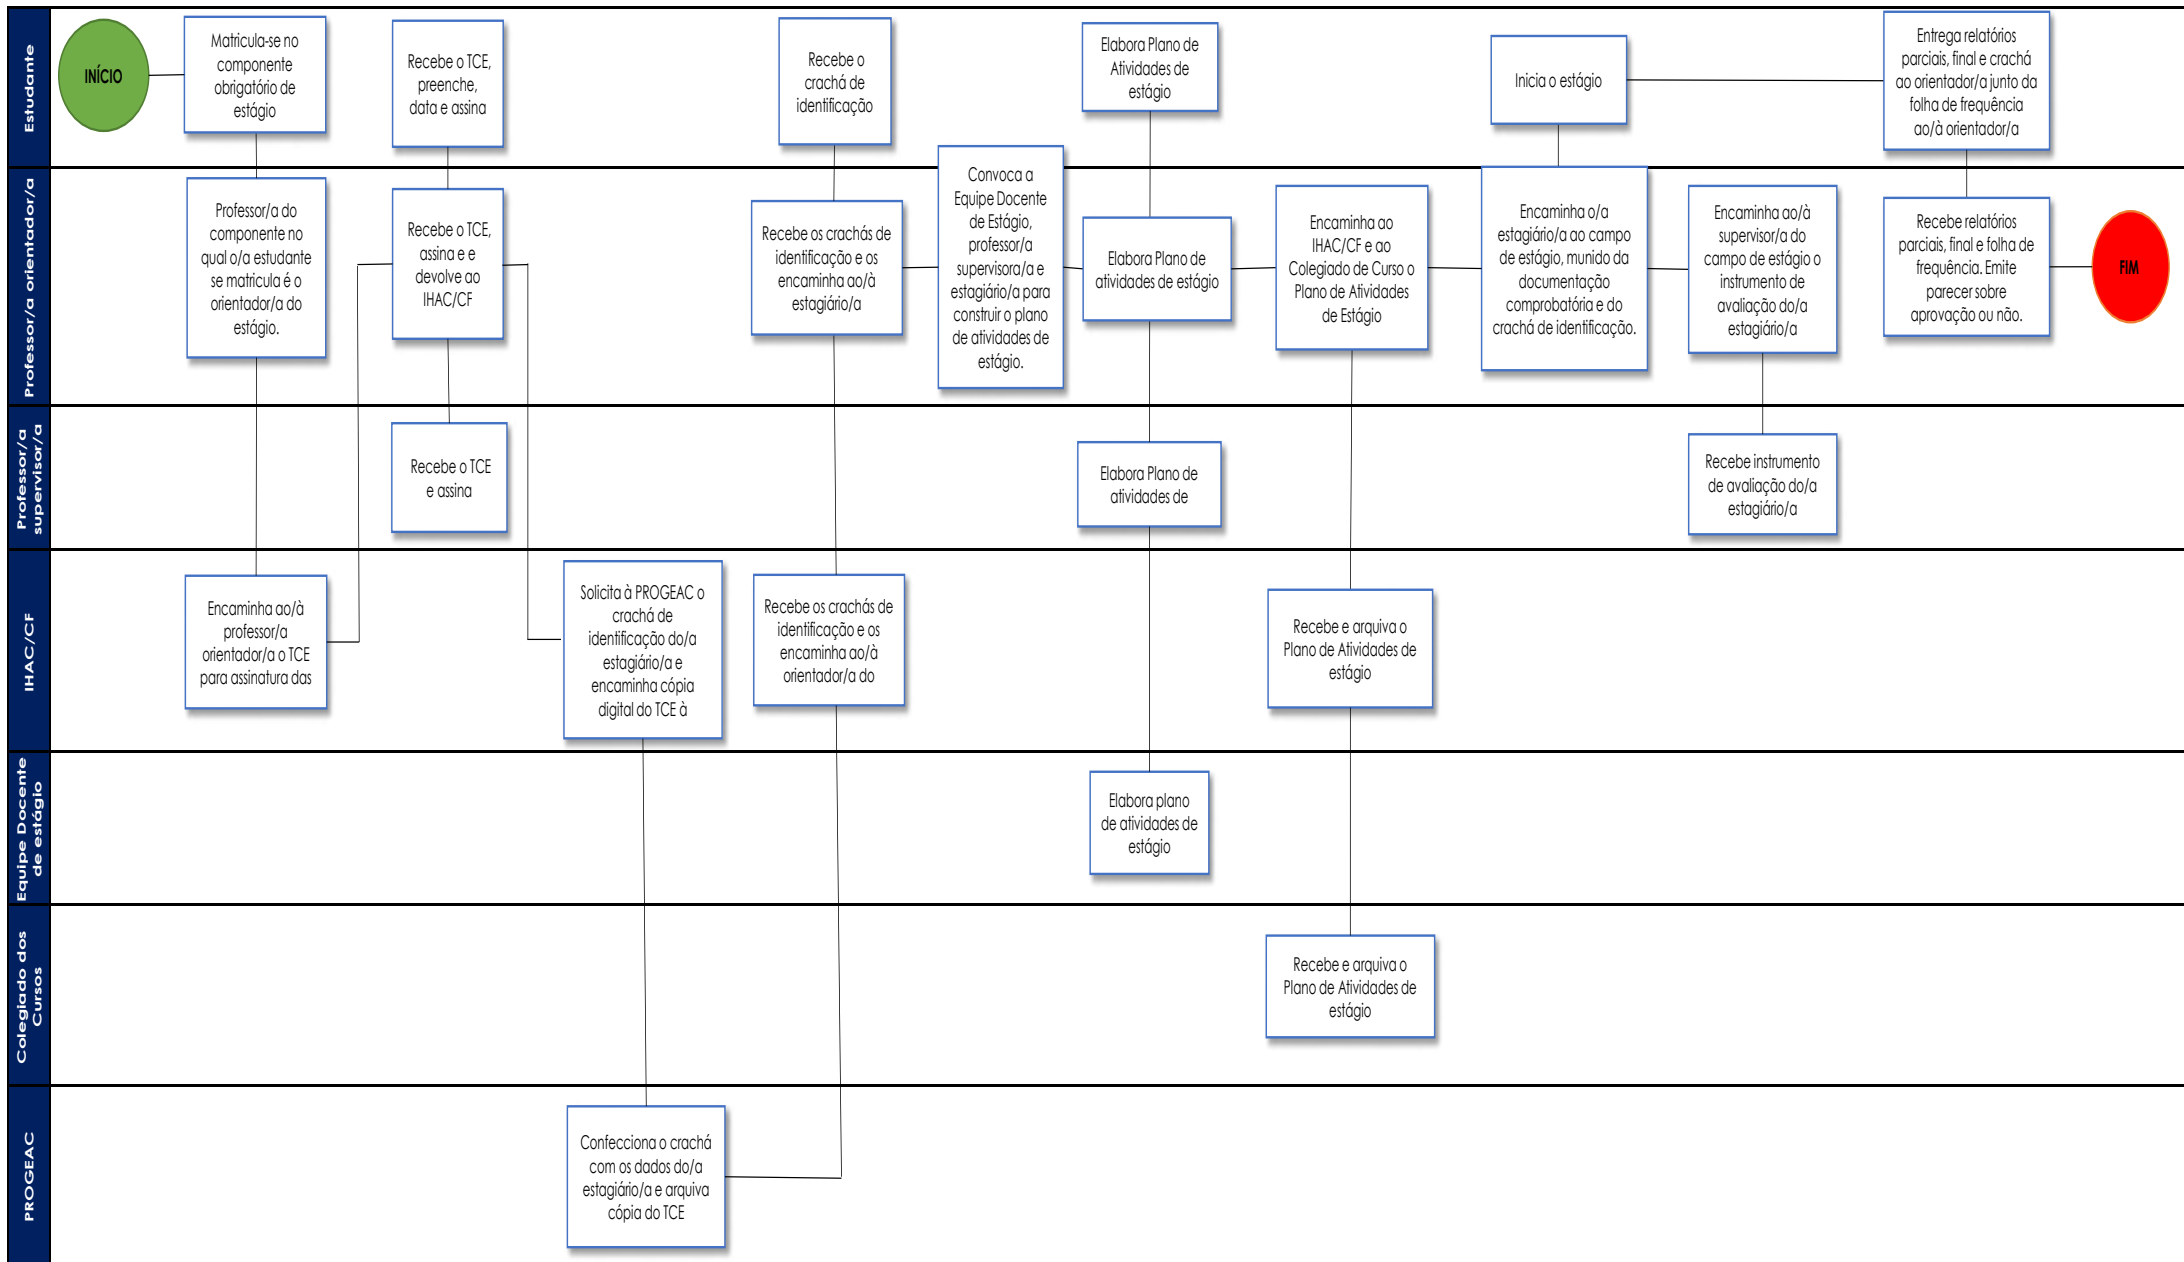 Estudante
INÍCIO
Matricula-se no
componente
obrigatório de
estágio
Recebe o TCE,
preenche,
data e assina
Recebe o
crachá de
identificação
Elabora Plano de
Atividades de
estágio
Inicia o estágio
Entrega relatórios
parciais, final e crachá
ao orientador/a junto da
folha de frequência
ao/à orientador/a
Professor/a orientador/a
Professor/a do
componente no
qual o/a estudante
se matricula é o
orientador/a do
estágio.
Recebe o TCE,
assina e e
devolve ao
IHAC/CF
Recebe os crachás de
identificação e os
encaminha ao/à
estagiário/a
Convoca a
Equipe Docente
de Estágio,
professor/a
supervisora/a e
estagiário/a para
construir o plano
de atividades de
estágio.
Elabora Plano de
atividades de estágio
Encaminha ao
IHAC/CF e ao
Colegiado de Curso o
Plano de Atividades
de Estágio
Encaminha o/a
estagiário/a ao campo
de estágio, munido da
documentação
comprobatória e do
crachá de identificação.
Encaminha ao/à
supervisor/a do
campo de estágio o
instrumento de
avaliação do/a
estagiário/a
Recebe relatórios
parciais, final e folha de
frequência. Emite
parecer sobre
aprovação ou não.
FIM
Professor/a
supervisor/a
Recebe o TCE
e assina
Elabora Plano de
atividades de
Recebe instrumento
de avaliação do/a
estagiário/a
IHAC/CF
Encaminha ao/à
professor/a
orientador/a o TCE
para assinatura das
Solicita à PROGEAC o
crachá de
identificação do/a
estagiário/a e
encaminha cópia
digital do TCE à
Recebe os crachás de
identificação e os
encaminha ao/à
orientador/a do
Recebe e arquiva o
Plano de Atividades de
estágio
Equipe Docente
de estágio
Elabora plano
de atividades de
estágio
Colegiado dos
Cursos
Recebe e arquiva o
Plano de Atividades de
estágio
PROGEAC
Confecciona o crachá
com os dados do/a
estagiário/a e arquiva
cópia do TCE